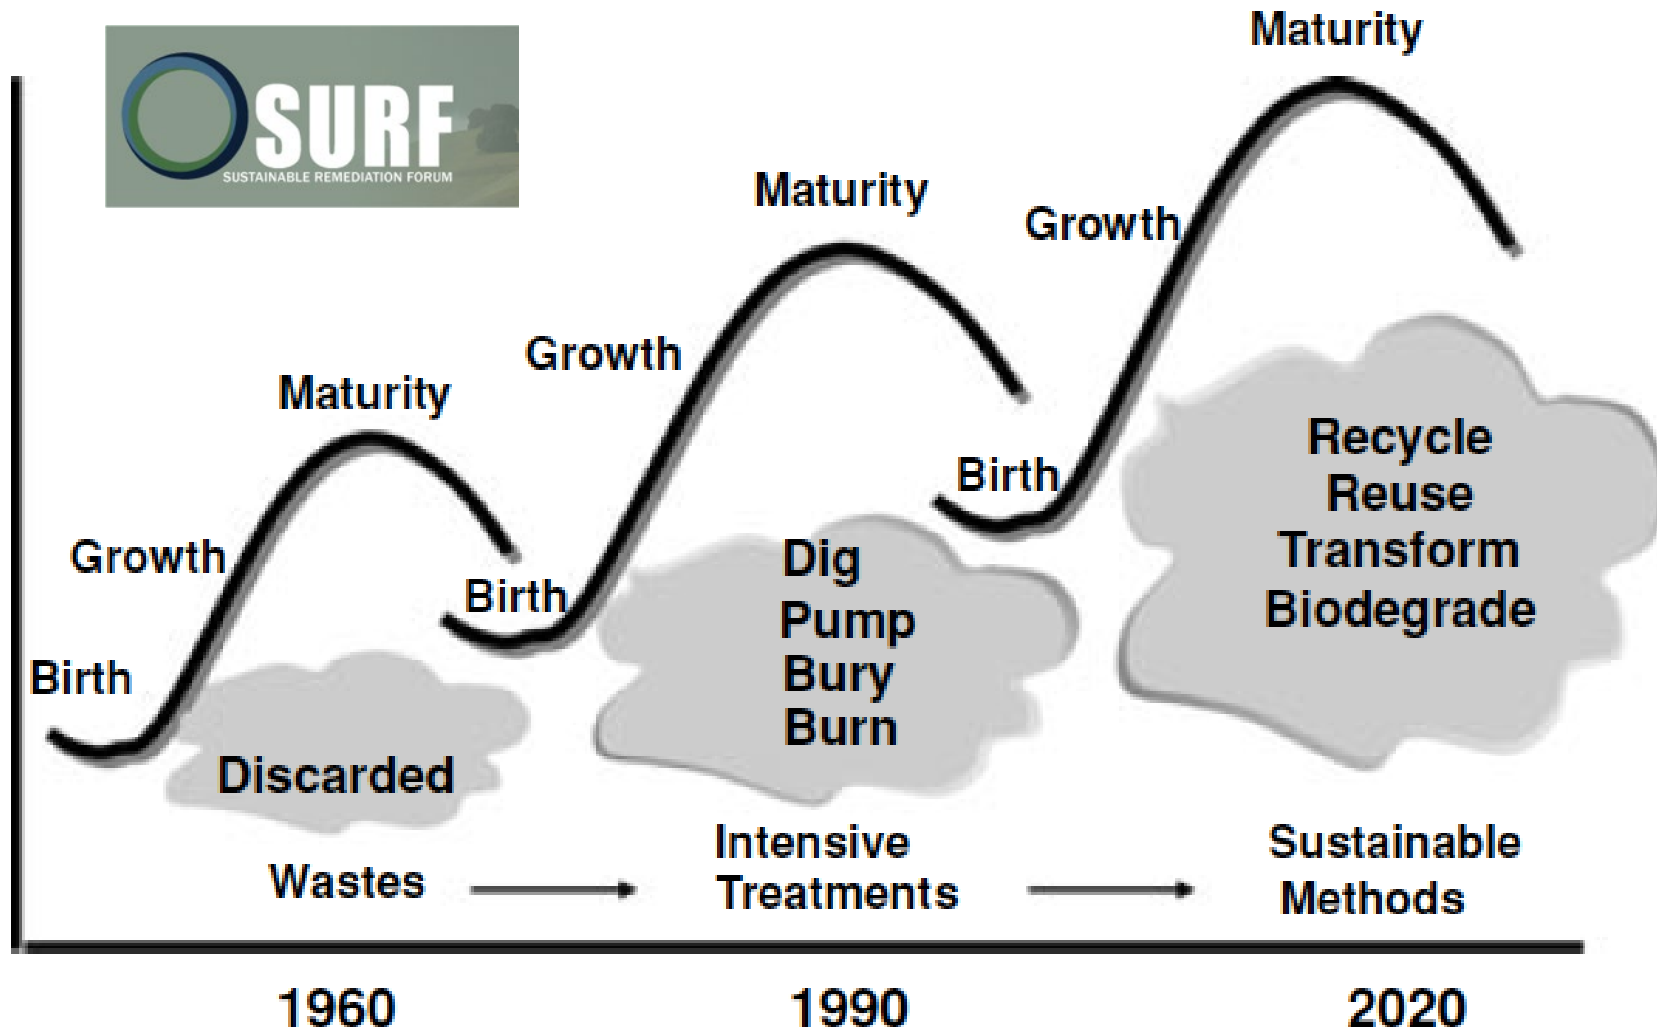 SURF
SUSTAINABLE REMEDIATION FORUM
Maturity
Growth
Birth
Discarded
Wastes
1960
Maturity
Growth
Birth
Dig
Pump
Bury
Burn
Intensive
Treatments
1990
Maturity
Growth
Birth
Recycle
Reuse
Transform
Biodegrade
Sustainable
Methods
2020